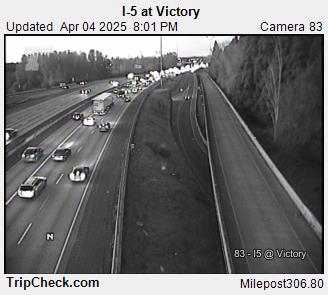 I-5 at Victory
Updated Apr 04 2025 8:01 PM Camera 83
N
83 - I5 @ Victory
TripCheck.com Milepost306.80